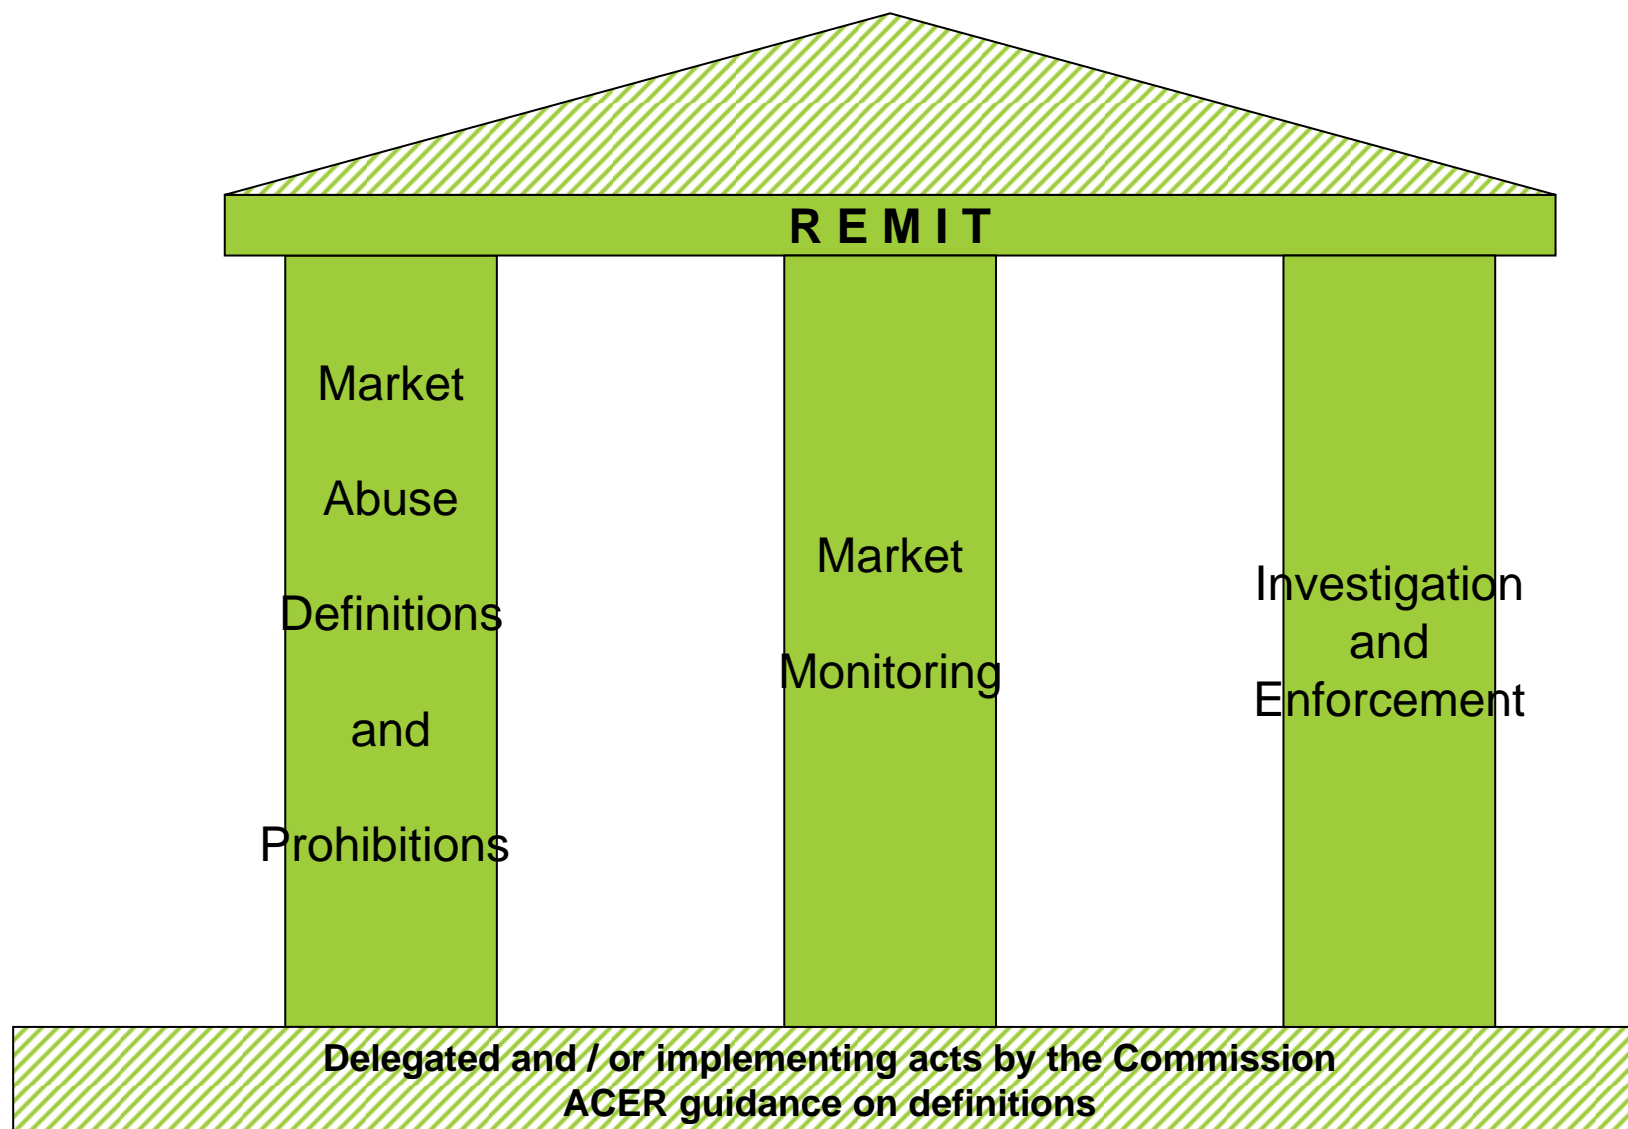 R E M I T
Market
Abuse
Definitions
and
Prohibitions
Market
Monitoring
Investigation
and
Enforcement
Delegated and / or implementing acts by the Commission
ACER guidance on definitions